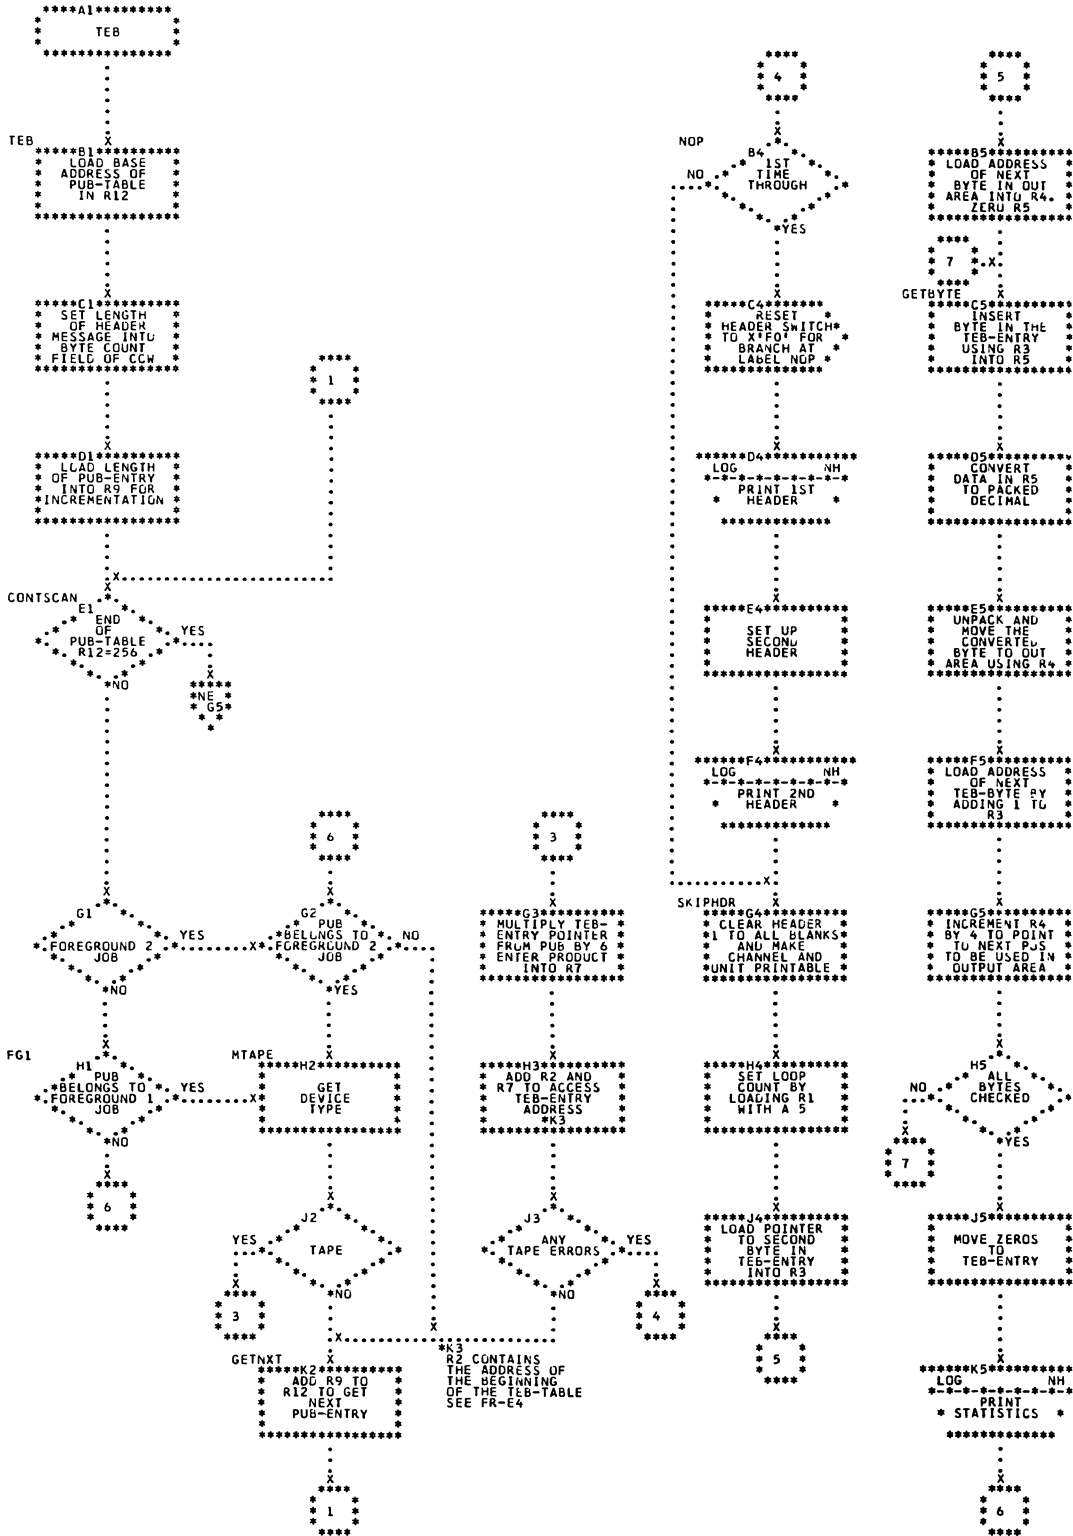 A1
TEB
TEB
B1
LOAD BASE
ADDRESS OF
PUB-TABLE
IN R12
C1
SET LENGTH
OF HEADER
MESSAGE INTO
BYTE COUNT
FIELD OF CCW
1
D1
LOAD LENGTH
OF PUB-ENTRY
INTO R9 FOR
INCREMENTATION
CONTSCAN
E1
END
OF
PUB-TABLE
R12=256
YES
NO
NE
G5
G1
FOREGROUND 2
JOB
YES
NO
FG1
H1
PUB
BELONGS TO
FOREGROUND 1
JOB
YES
NO
6
6
G2
PUB
BELONGS TO
FOREGROUND 2
JOB
NO
YES
MTAPE
H2
GET
DEVICE
TYPE
J2
TAPE
YES
NO
3
GETNXT
K2
ADD R9 TO
R12 TO GET
NEXT
PUB-ENTRY
1
3
G3
MULTIPLY TEB-
ENTRY POINTER
FROM PUB BY 6
ENTER PRODUCT
INTO R7
H3
ADD R2 AND
R7 TO ACCESS
TEB-ENTRY
ADDRESS
*K3
J3
ANY
TAPE ERRORS
YES
NO
4
*K3
R2 CONTAINS
THE ADDRESS OF
THE BEGINNING
OF THE TEB-TABLE
SEE FR-E4
4
NOP
B4
1ST
TIME
THROUGH
NO
YES
C4
RESET
HEADER SWITCH
TO X'F0' FOR
BRANCH AT
LABEL NOP
D4
LOG NH
PRINT 1ST
HEADER
E4
SET UP
SECOND
HEADER
F4
LOG NH
PRINT 2ND
HEADER
SKIPHDR
G4
CLEAR HEADER
1 TO ALL BLANKS
AND MAKE
CHANNEL AND
UNIT PRINTABLE
H4
SET LOOP
COUNT BY
LOADING R1
WITH A 5
J4
LOAD POINTER
TO SECOND
BYTE IN
TEB-ENTRY
INTO R3
5
5
B5
LOAD ADDRESS
OF NEXT
BYTE IN OUT
AREA INTO R4.
ZERO R5
7
GETBYTE
C5
INSERT
BYTE IN THE
TEB-ENTRY
USING R3
INTO R5
D5
CONVERT
DATA IN R5
TO PACKED
DECIMAL
E5
UNPACK AND
MOVE THE
CONVERTED
BYTE TO OUT
AREA USING R4
F5
LOAD ADDRESS
OF NEXT
TEB-BYTE BY
ADDING 1 TO
R3
G5
INCREMENT R4
BY 4 TO POINT
TO NEXT POS
TO BE USED IN
OUTPUT AREA
H5
ALL
BYTES
CHECKED
NO
YES
7
J5
MOVE ZEROS
TO
TEB-ENTRY
K5
LOG NH
PRINT
STATISTICS
6